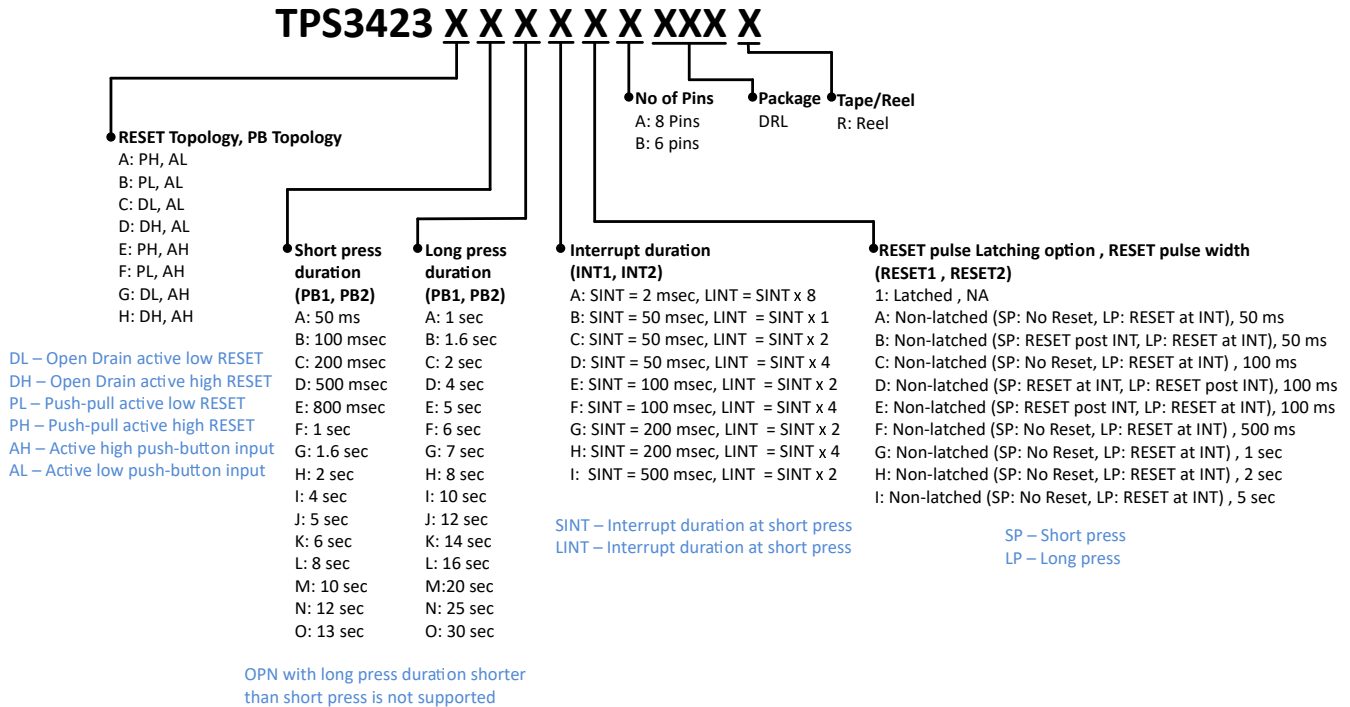 TPS3423 X X X X X X XXX X
No of Pins
A: 8 Pins
B: 6 pins
Package
DRL
Tape/Reel
R: Reel
RESET Topology, PB Topology
A: PH, AL
B: PL, AL
C: DL, AL
D: DH, AL
E: PH, AH
F: PL, AH
G: DL, AH
H: DH, AH
DL – Open Drain active low RESET
DH – Open Drain active high RESET
PL – Push-pull active low RESET
PH – Push-pull active high RESET
AH – Active high push-button input
AL – Active low push-button input
Short press
duration
(PB1, PB2)
A: 50 ms
B: 100 msec
C: 200 msec
D: 500 msec
E: 800 msec
F: 1 sec
G: 1.6 sec
H: 2 sec
I: 4 sec
J: 5 sec
K: 6 sec
L: 8 sec
M: 10 sec
N: 12 sec
O: 13 sec
Long press
duration
(PB1, PB2)
A: 1 sec
B: 1.6 sec
C: 2 sec
D: 4 sec
E: 5 sec
F: 6 sec
G: 7 sec
H: 8 sec
I: 10 sec
J: 12 sec
K: 14 sec
L: 16 sec
M:20 sec
N: 25 sec
O: 30 sec
OPN with long press duration shorter
than short press is not supported
Interrupt duration
(INT1, INT2)
A: SINT = 2 msec, LINT = SINT x 8
B: SINT = 50 msec, LINT = SINT x 1
C: SINT = 50 msec, LINT = SINT x 2
D: SINT = 50 msec, LINT = SINT x 4
E: SINT = 100 msec, LINT = SINT x 2
F: SINT = 100 msec, LINT = SINT x 4
G: SINT = 200 msec, LINT = SINT x 2
H: SINT = 200 msec, LINT = SINT x 4
I: SINT = 500 msec, LINT = SINT x 2
SINT – Interrupt duration at short press
LINT – Interrupt duration at short press
RESET pulse Latching option , RESET pulse width
(RESET1 , RESET2)
1: Latched , NA
A: Non-latched (SP: No Reset, LP: RESET at INT), 50 ms
B: Non-latched (SP: RESET post INT, LP: RESET at INT), 50 ms
C: Non-latched (SP: No Reset, LP: RESET at INT) , 100 ms
D: Non-latched (SP: RESET at INT, LP: RESET post INT), 100 ms
E: Non-latched (SP: RESET post INT, LP: RESET at INT), 100 ms
F: Non-latched (SP: No Reset, LP: RESET at INT) , 500 ms
G: Non-latched (SP: No Reset, LP: RESET at INT) , 1 sec
H: Non-latched (SP: No Reset, LP: RESET at INT) , 2 sec
I: Non-latched (SP: No Reset, LP: RESET at INT) , 5 sec
SP – Short press
LP – Long press